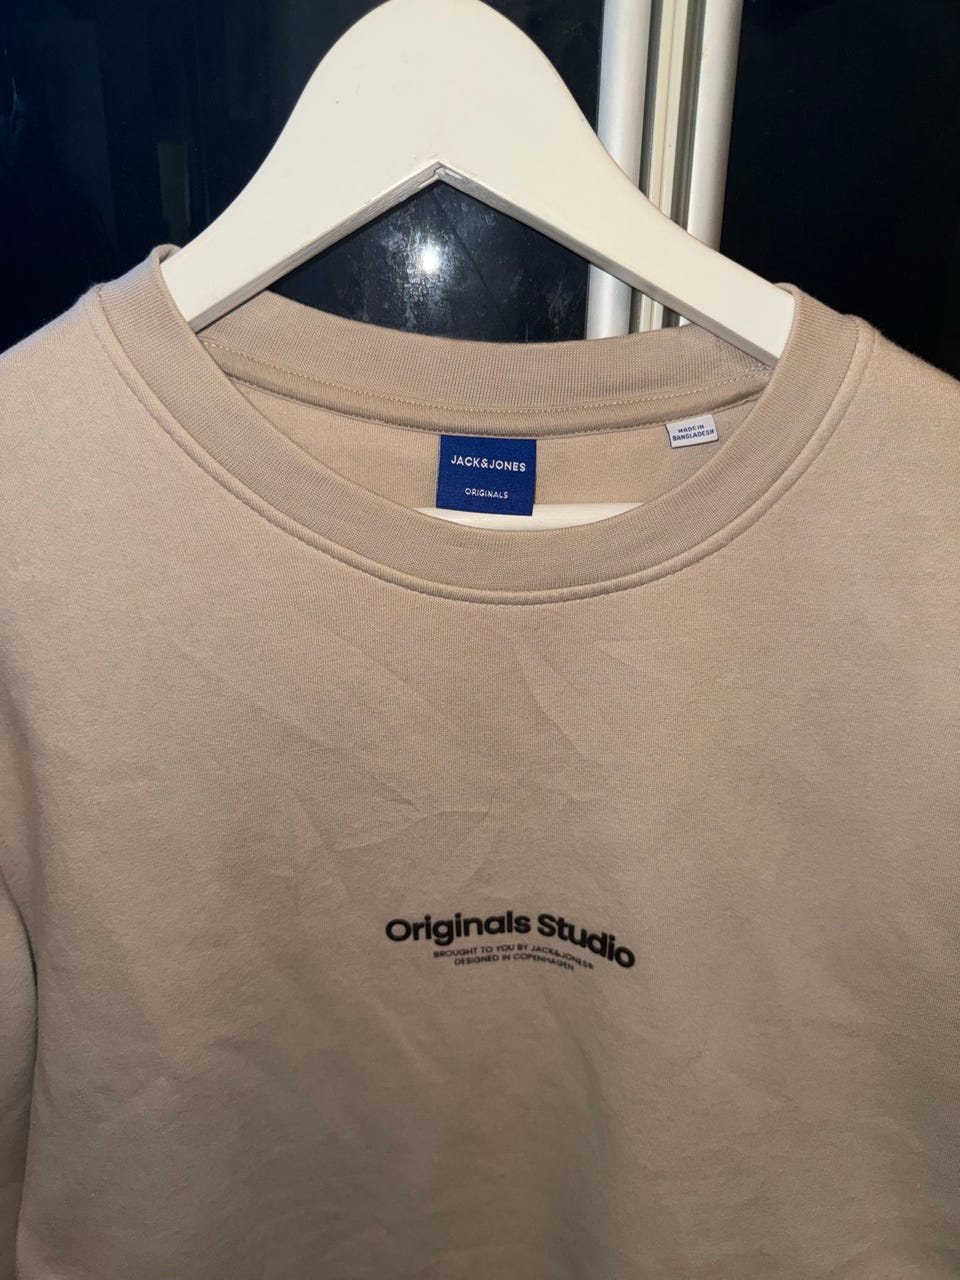 JACK&JONES
ORIGINALS
MADE IN
BANGLADESH
Originals Studio
BROUGHT TO YOU BY JACK&JONES®
DESIGNED IN COPENHAGEN